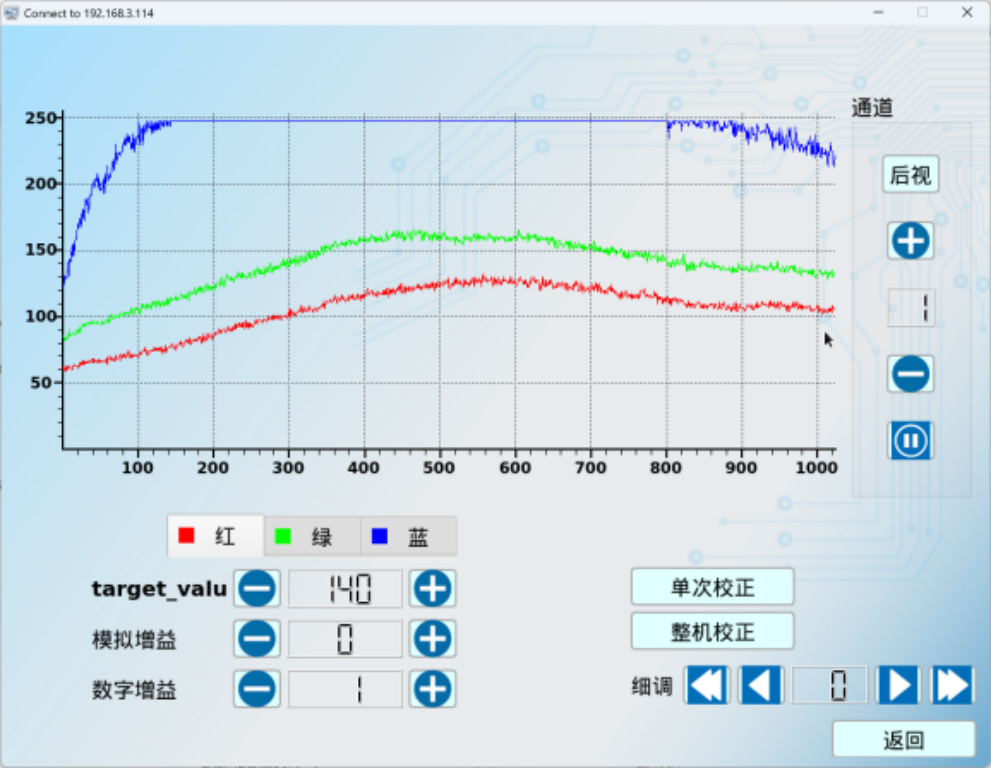 Connect to 192.168.3.114
通道
250
200
150
100
50
100 200 300 400 500 600 700 800 900 1000
后视
1
红 绿 蓝
target_valu 140
模拟增益 0
数字增益 1
单次校正
整机校正
细调 0
返回